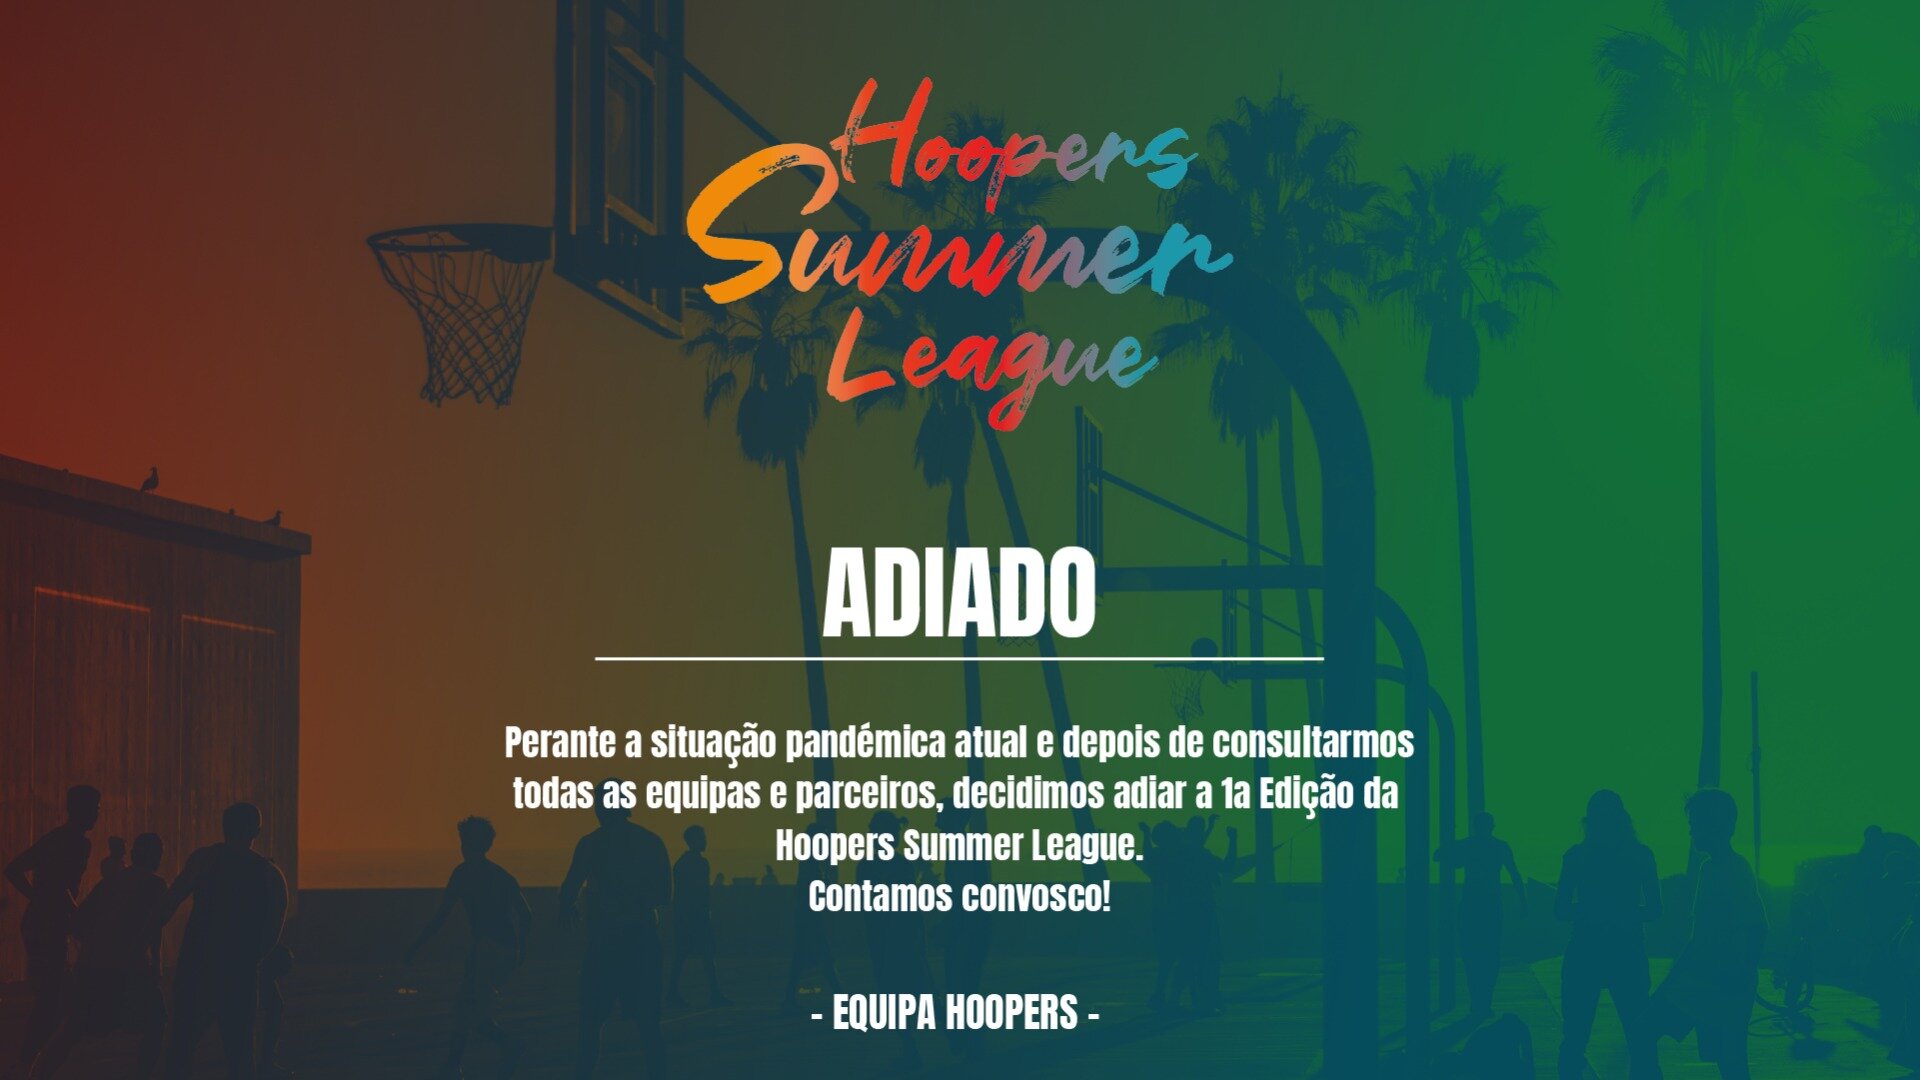 Hoopers
Summer
League
ADIADO
Perante a situação pandémica atual e depois de consultarmos
todas as equipas e parceiros, decidimos adiar a 1a Edição da
Hoopers Summer League.
Contamos convosco!
- EQUIPA HOOPERS -